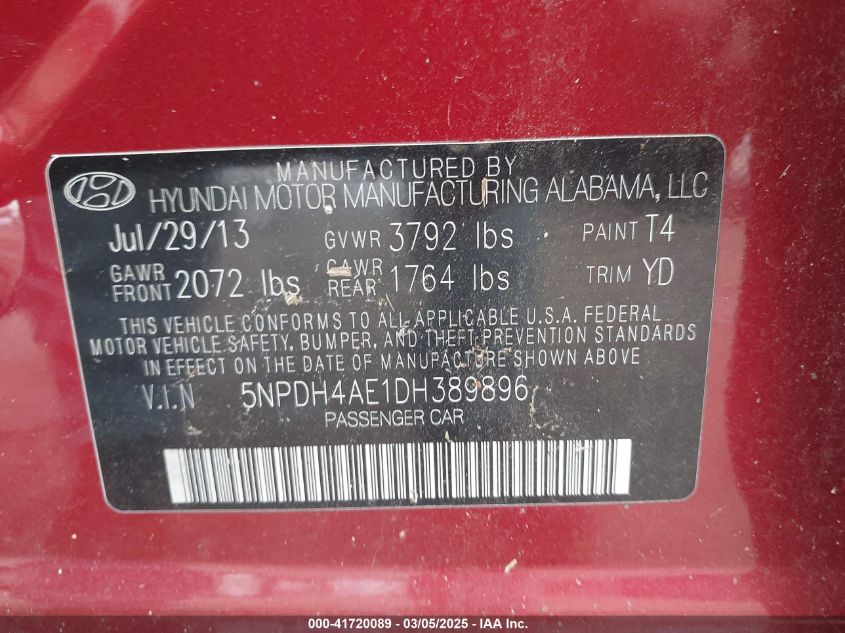 MANUFACTURED BY
HYUNDAI MOTOR MANUFACTURING ALABAMA, LLC
Jul/29/13 GVWR 3792 lbs PAINT T4
GAWR FRONT 2072 lbs GAWR REAR 1764 lbs TRIM YD
THIS VEHICLE CONFORMS TO ALL APPLICABLE U.S.A. FEDERAL
MOTOR VEHICLE SAFETY, BUMPER, AND THEFT PREVENTION STANDARDS
IN EFFECT ON THE DATE OF MANUFACTURE SHOWN ABOVE
V.I.N 5NPDH4AE1DH389896
PASSENGER CAR
000-41720089 - 03/05/2025 - IAA Inc.